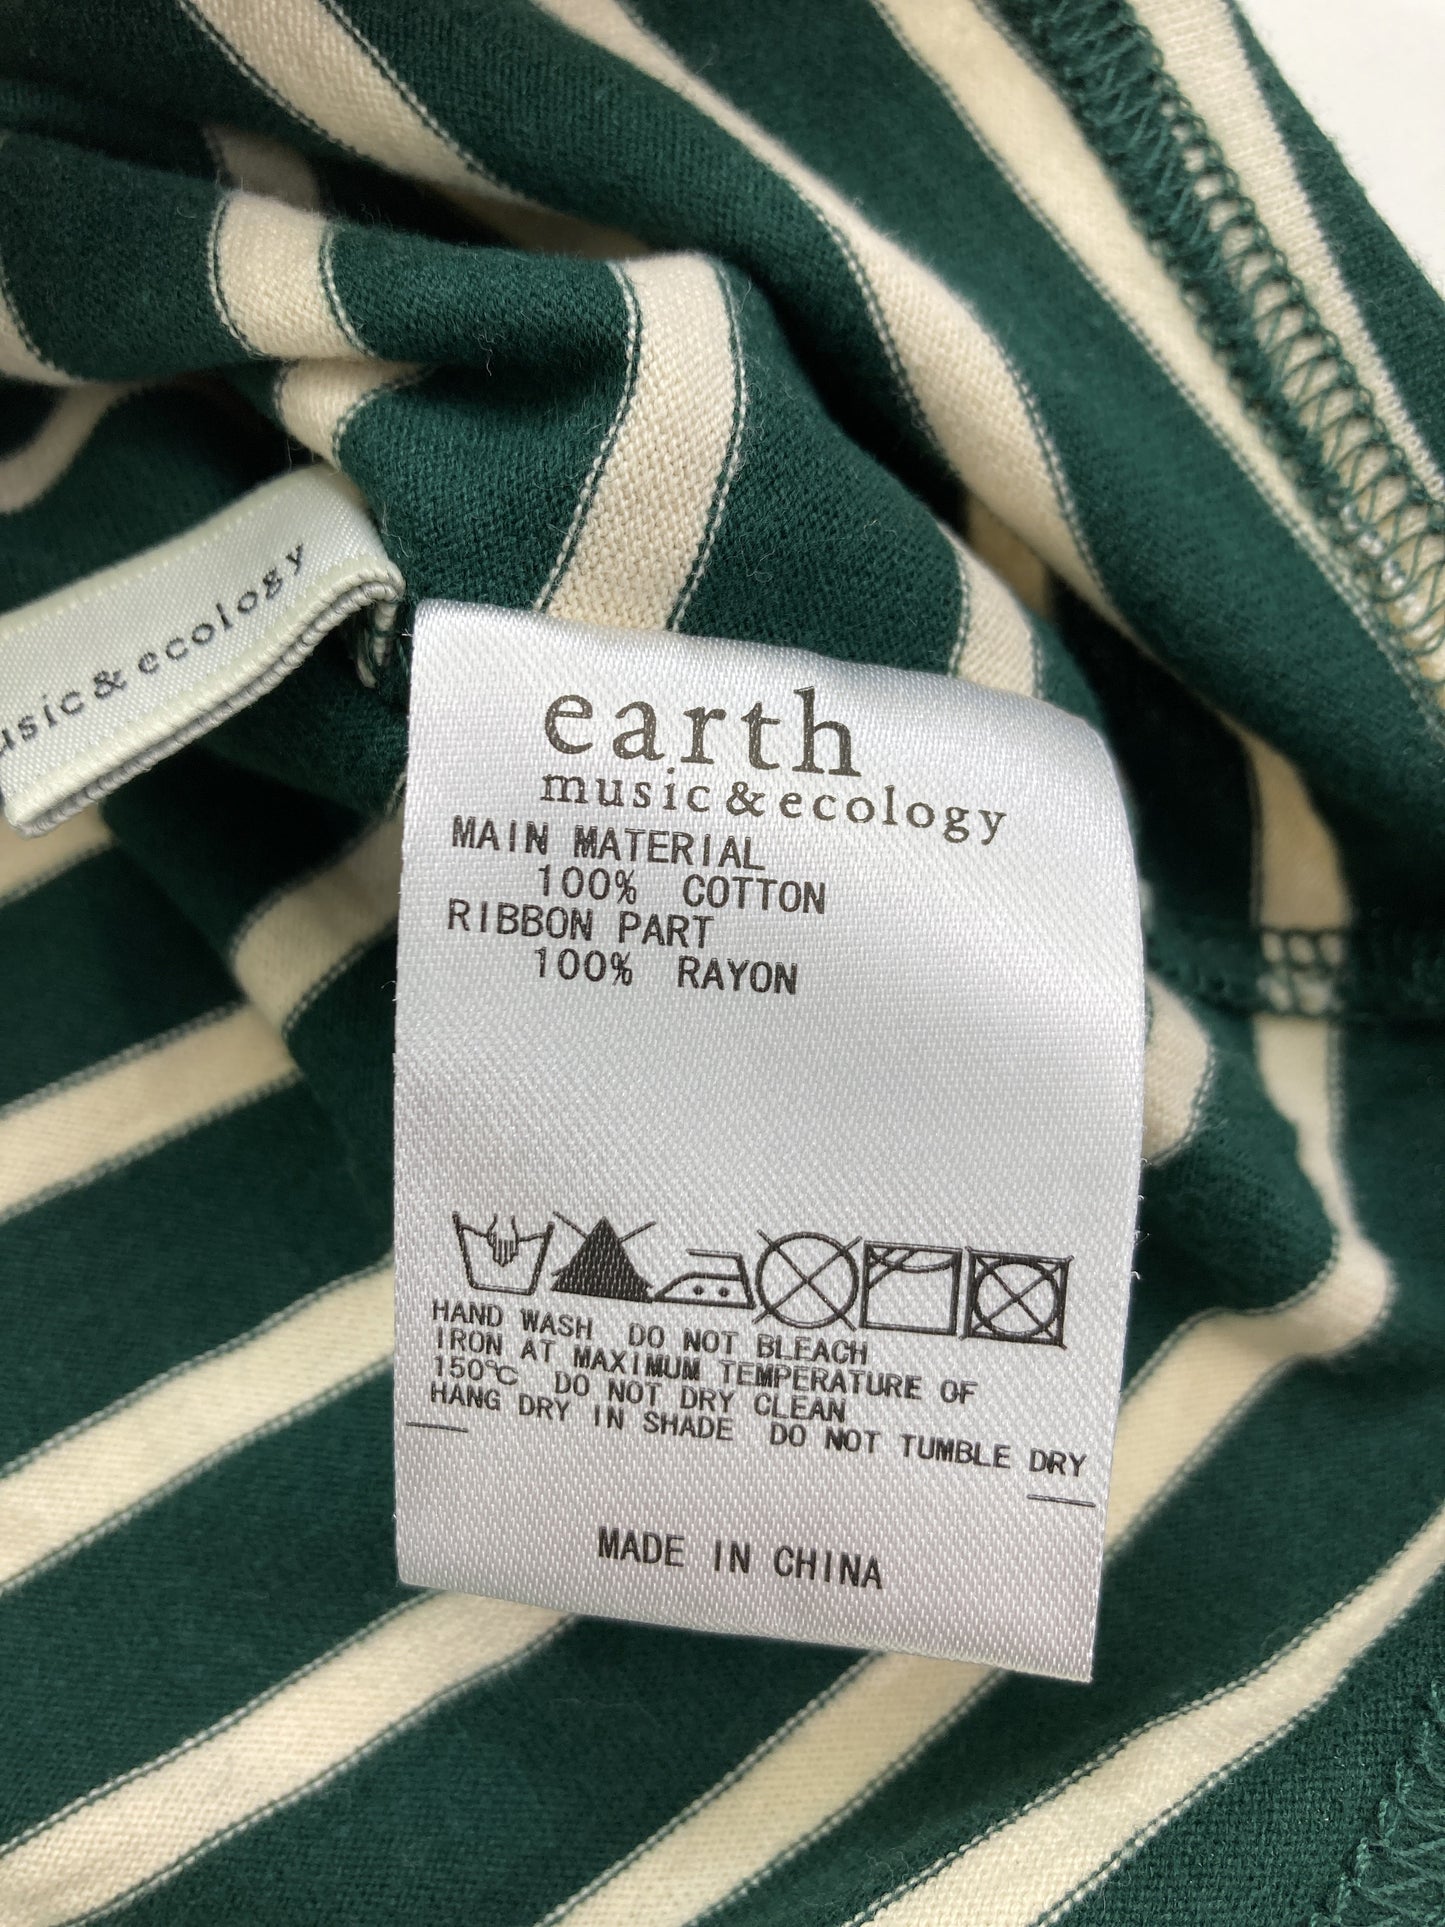 music & ecology
earth
music & ecology
MAIN MATERIAL
100% COTTON
RIBBON PART
100% RAYON
HAND WASH DO NOT BLEACH
IRON AT MAXIMUM TEMPERATURE OF
150℃ DO NOT DRY CLEAN
HANG DRY IN SHADE DO NOT TUMBLE DRY
MADE IN CHINA